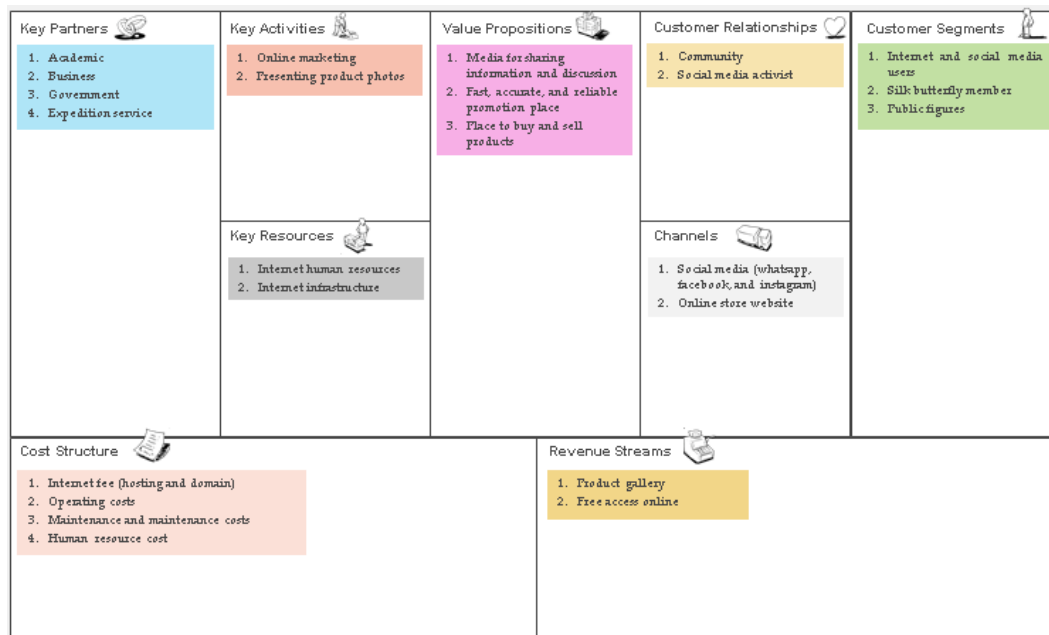 Key Partners
1. Academic
2. Business
3. Government
4. Expedition service
Key Activities
1. Online marketing
2. Presenting product photos
Key Resources
1. Internet human resources
2. Internet infrastructure
Value Propositions
1. Media for sharing
information and discussion
2. Fast, accurate, and reliable
promotion place
3. Place to buy and sell
products
Customer Relationships
1. Community
2. Social media activist
Channels
1. Social media (whatsapp,
facebook, and instagram)
2. Online store website
Customer Segments
1. Internet and social media
users
2. Silk butterfly member
3. Public figures
Cost Structure
1. Internet fee (hosting and domain)
2. Operating costs
3. Maintenance and maintenance costs
4. Human resource cost
Revenue Streams
1. Product gallery
2. Free access online